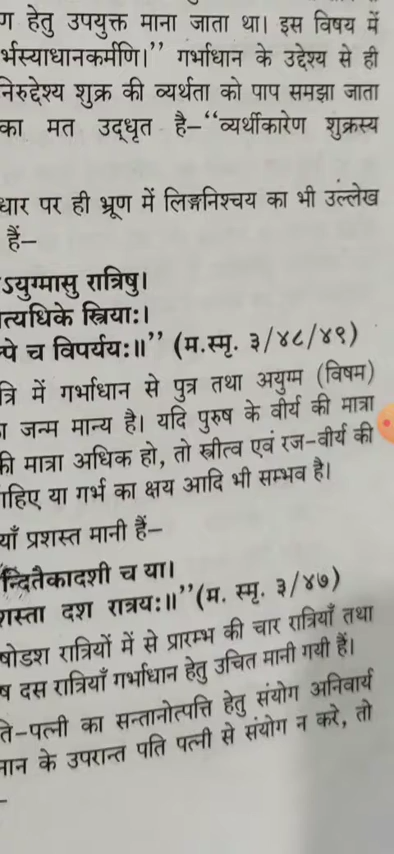 ण हेतु उपयुक्त माना जाता था। इस विषय में
र्भस्याधानकर्मणि।’’ गर्भाधान के उद्देश्य से ही
निरुद्देश्य शुक्र की व्यर्थता को पाप समझा जाता
का मत उद्धृत है–‘‘व्यर्थीकारेण शुक्रस्य
धार पर ही भ्रूण में लिङ्गनिश्चय का भी उल्लेख
हैं–
ऽयुग्मासु रात्रिषु।
त्यधिके स्त्रियाः।
पे च विपर्ययः॥’’ (म.स्मृ. ३/४८/४९)
त्रि में गर्भाधान से पुत्र तथा अयुग्म (विषम)
जन्म मान्य है। यदि पुरुष के वीर्य की मात्रा
की मात्रा अधिक हो, तो स्त्रीत्व एवं रज-वीर्य की
ाहिए या गर्भ का क्षय आदि भी सम्भव है।
याँ प्रशस्त मानी हैं–
न्दितैकादशी च या।
शस्ता दश रात्रयः॥’’(म. स्मृ. ३/४७)
षोडश रात्रियों में से प्रारम्भ की चार रात्रियाँ तथा
ष दस रात्रियाँ गर्भाधान हेतु उचित मानी गयी हैं।
ति-पत्नी का सन्तानोत्पत्ति हेतु संयोग अनिवार्य
नान के उपरान्त पति पत्नी से संयोग न करे, तो
–